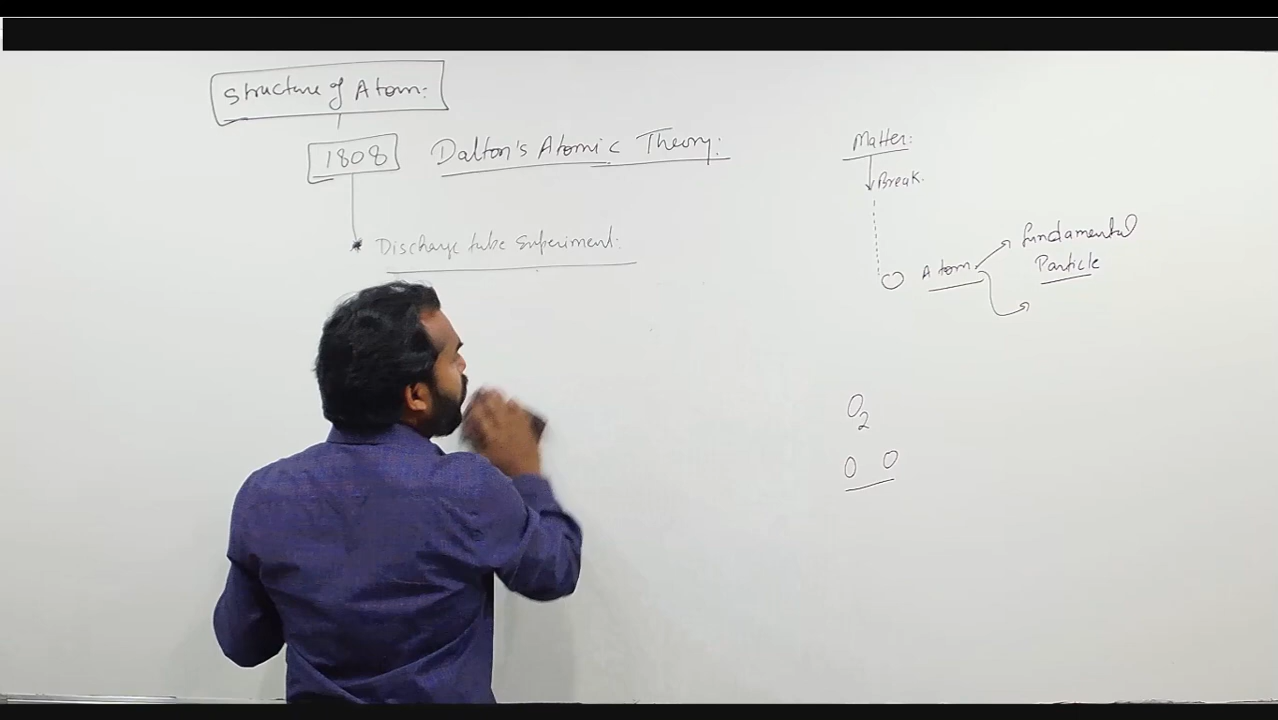 Structure of Atom:
1808 Dalton's Atomic Theory:
* Discharge tube Experiment:
Matter:
Break.
Atom
fundamental
Particle
O2
O O